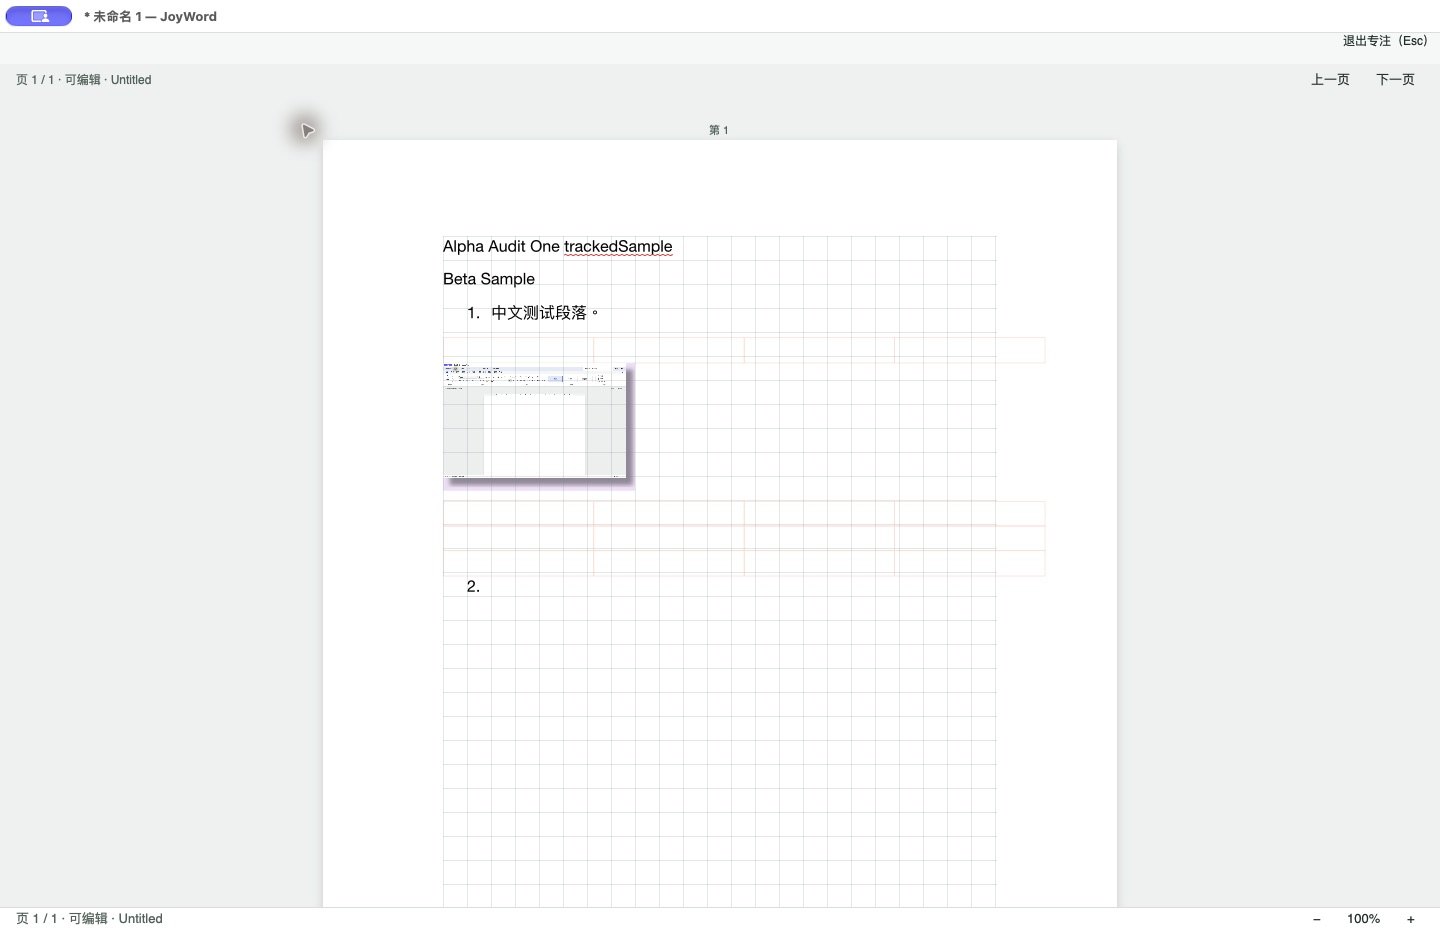 * 未命名 1 — JoyWord
退出专注（Esc）
页 1 / 1 · 可编辑 · Untitled
上一页 下一页
第 1
Alpha Audit One trackedSample
Beta Sample
1. 中文测试段落。
2.
页 1 / 1 · 可编辑 · Untitled
− 100% +